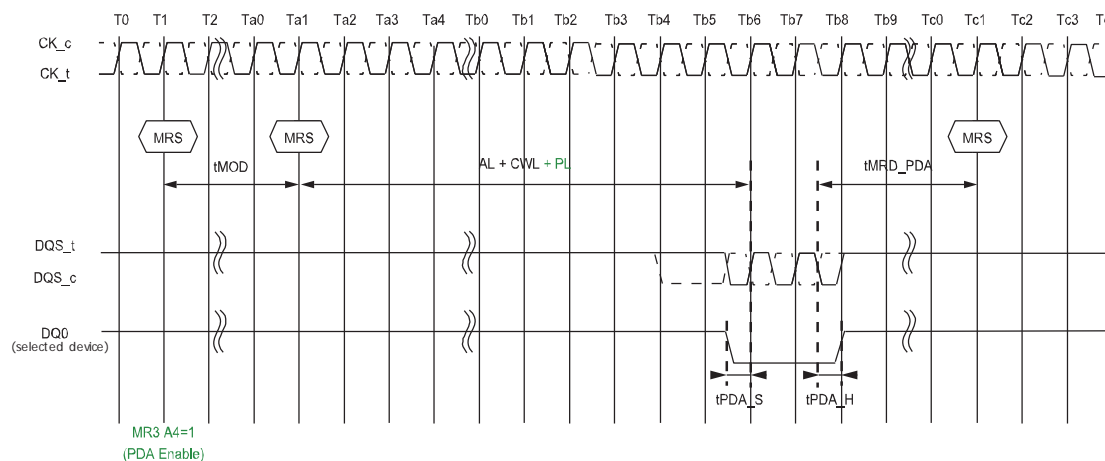 T0 T1 T2 Ta0 Ta1 Ta2 Ta3 Ta4 Tb0 Tb1 Tb2 Tb3 Tb4 Tb5 Tb6 Tb7 Tb8 Tb9 Tc0 Tc1 Tc2 Tc3
CK_c
CK_t
MRS MRS MRS
tMOD AL + CWL + PL tMRD_PDA
DQS_t
DQS_c
DQ0
(selected device)
tPDA_S tPDA_H
MR3 A4=1
(PDA Enable)